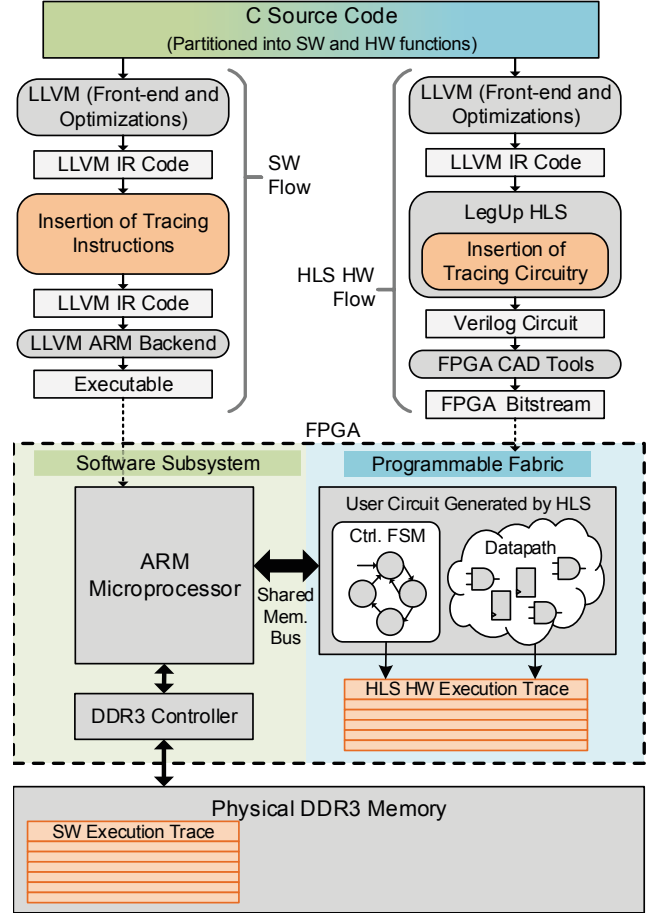 C Source Code
(Partitioned into SW and HW functions)
LLVM (Front-end and
Optimizations)
LLVM IR Code
Insertion of Tracing
Instructions
LLVM IR Code
LLVM ARM Backend
Executable
SW
Flow
LLVM (Front-end and
Optimizations)
LLVM IR Code
LegUp HLS
Insertion of
Tracing Circuitry
Verilog Circuit
FPGA CAD Tools
FPGA Bitstream
HLS HW
Flow
FPGA
Software Subsystem
Programmable Fabric
ARM
Microprocessor
Shared
Mem.
Bus
User Circuit Generated by HLS
Ctrl. FSM
Datapath
HLS HW Execution Trace
DDR3 Controller
Physical DDR3 Memory
SW Execution Trace